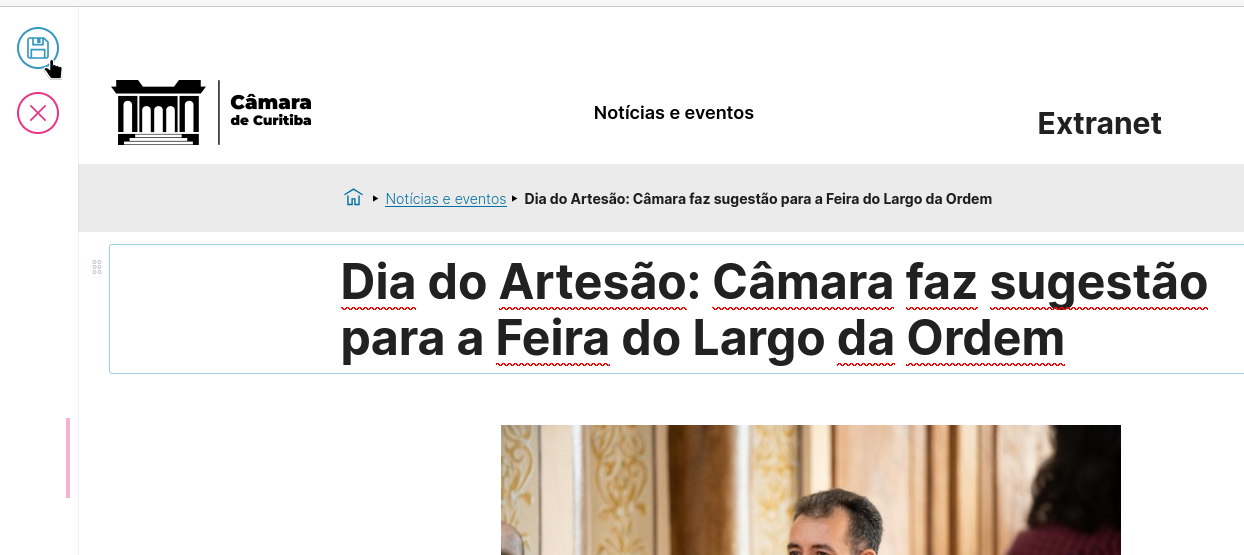 Câmara
de Curitiba
Notícias e eventos
Extranet
Notícias e eventos
Dia do Artesão: Câmara faz sugestão para a Feira do Largo da Ordem
Dia do Artesão: Câmara faz sugestão
para a Feira do Largo da Ordem